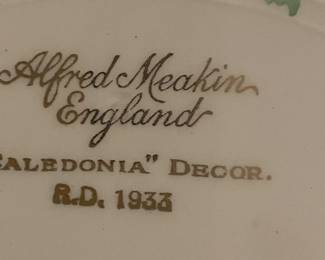 Alfred Meakin
England
CALEDONIA" DECOR.
R.D. 1933